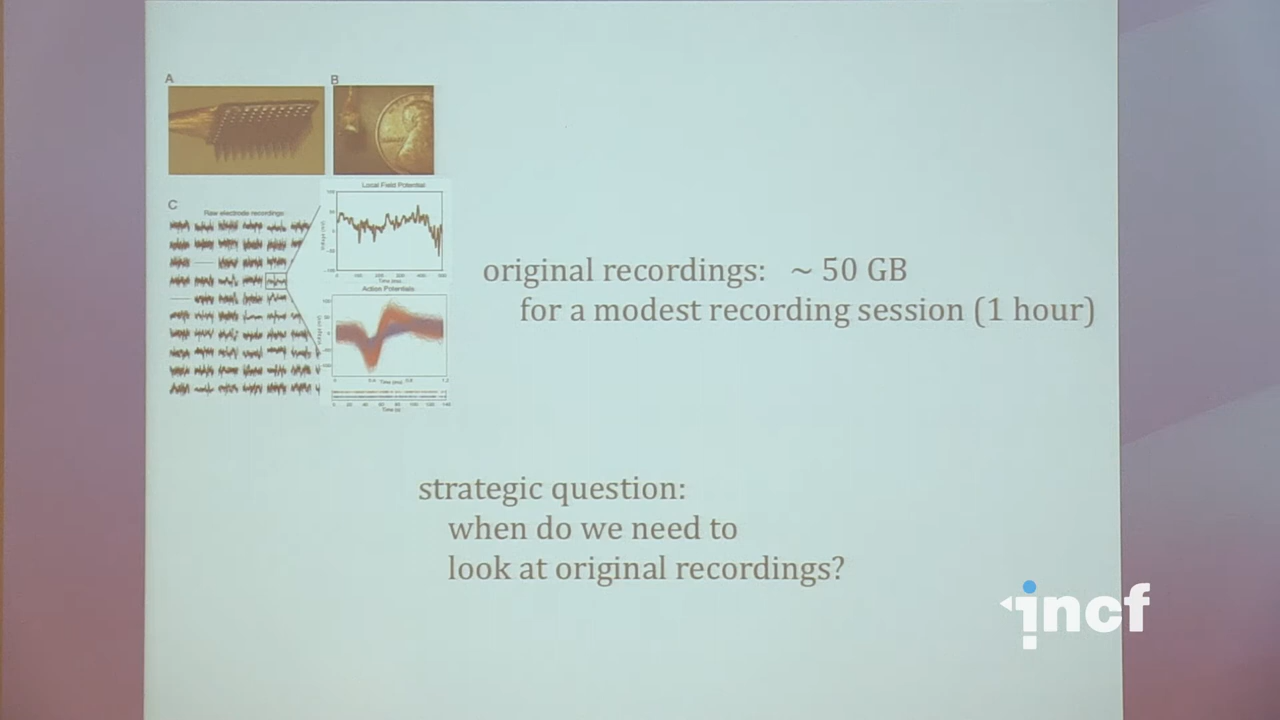 A
B
C
Raw electrode recordings
Local Field Potential
Action Potentials
original recordings: ~ 50 GB
for a modest recording session (1 hour)
strategic question:
when do we need to
look at original recordings?
incf